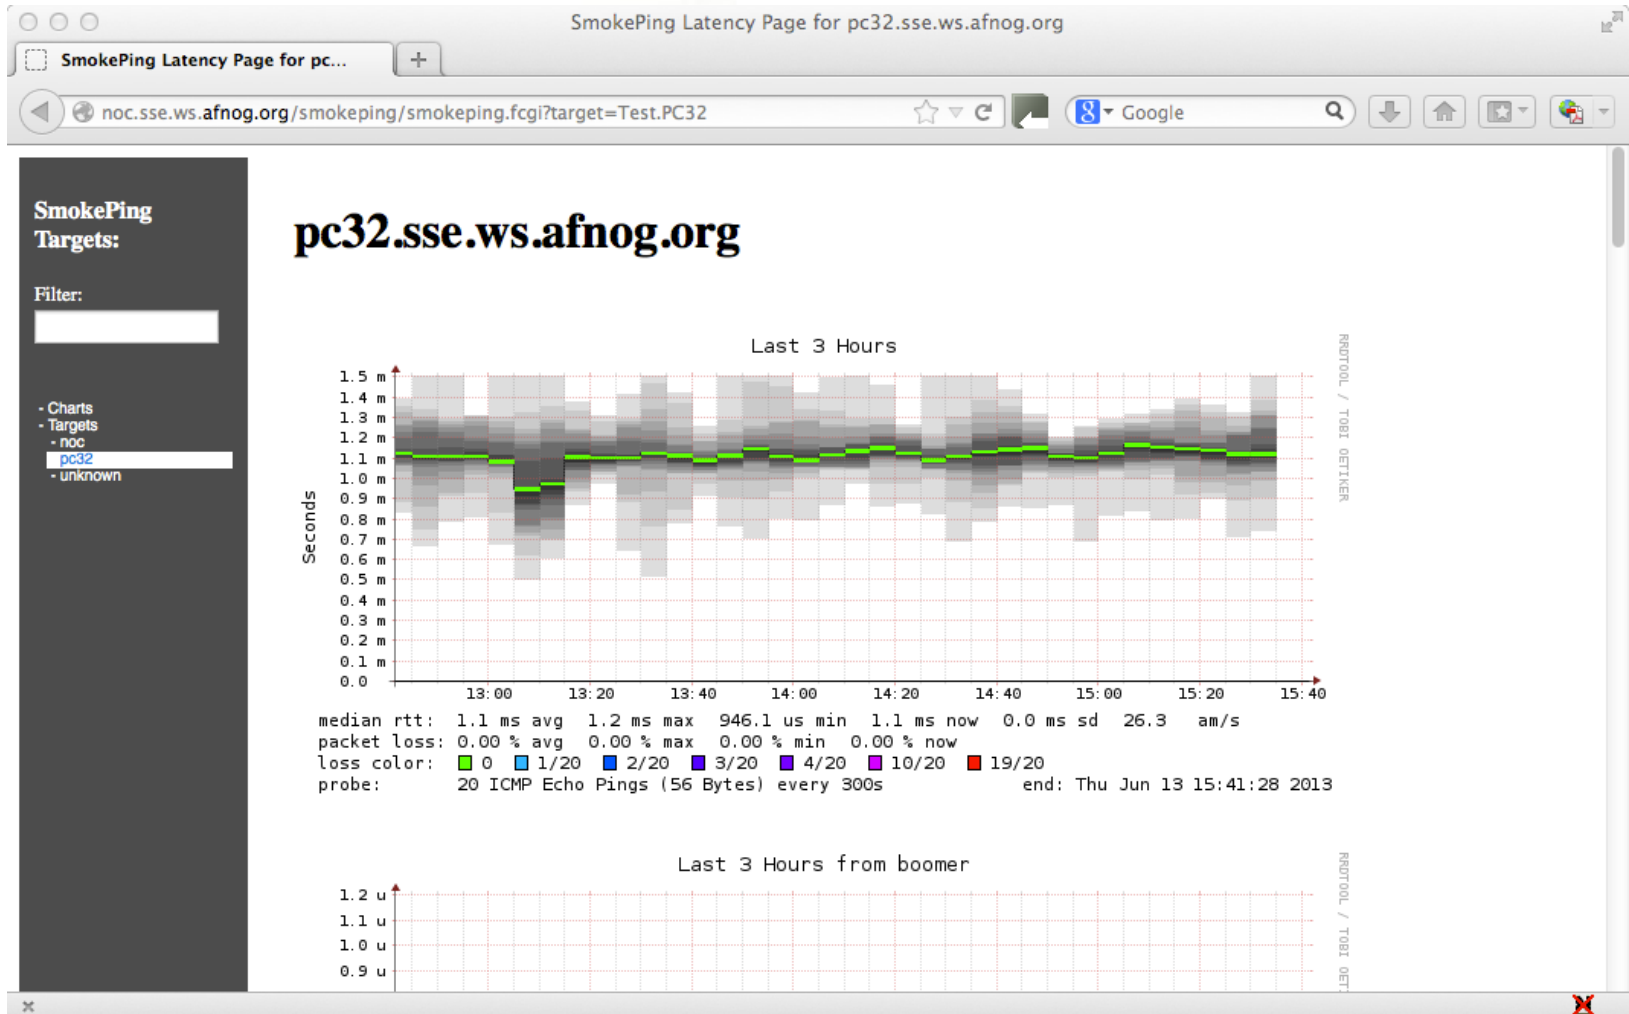 SmokePing Latency Page for pc32.sse.ws.afnog.org
SmokePing Latency Page for pc...
noc.sse.ws.afnog.org/smokeping/smokeping.fcgi?target=Test.PC32
Google
SmokePing
Targets:
Filter:
- Charts
- Targets
- noc
pc32
- unknown
pc32.sse.ws.afnog.org
Last 3 Hours
RRDTOOL / TOBI OETIKER
Seconds
1.5 m
1.4 m
1.3 m
1.2 m
1.1 m
1.0 m
0.9 m
0.8 m
0.7 m
0.6 m
0.5 m
0.4 m
0.3 m
0.2 m
0.1 m
0.0
13:00 13:20 13:40 14:00 14:20 14:40 15:00 15:20 15:40
median rtt: 1.1 ms avg 1.2 ms max 946.1 us min 1.1 ms now 0.0 ms sd 26.3 am/s
packet loss: 0.00 % avg 0.00 % max 0.00 % min 0.00 % now
loss color: 0 1/20 2/20 3/20 4/20 10/20 19/20
probe: 20 ICMP Echo Pings (56 Bytes) every 300s end: Thu Jun 13 15:41:28 2013
Last 3 Hours from boomer
RRDTOOL / TOBI OETI
1.2 u
1.1 u
1.0 u
0.9 u